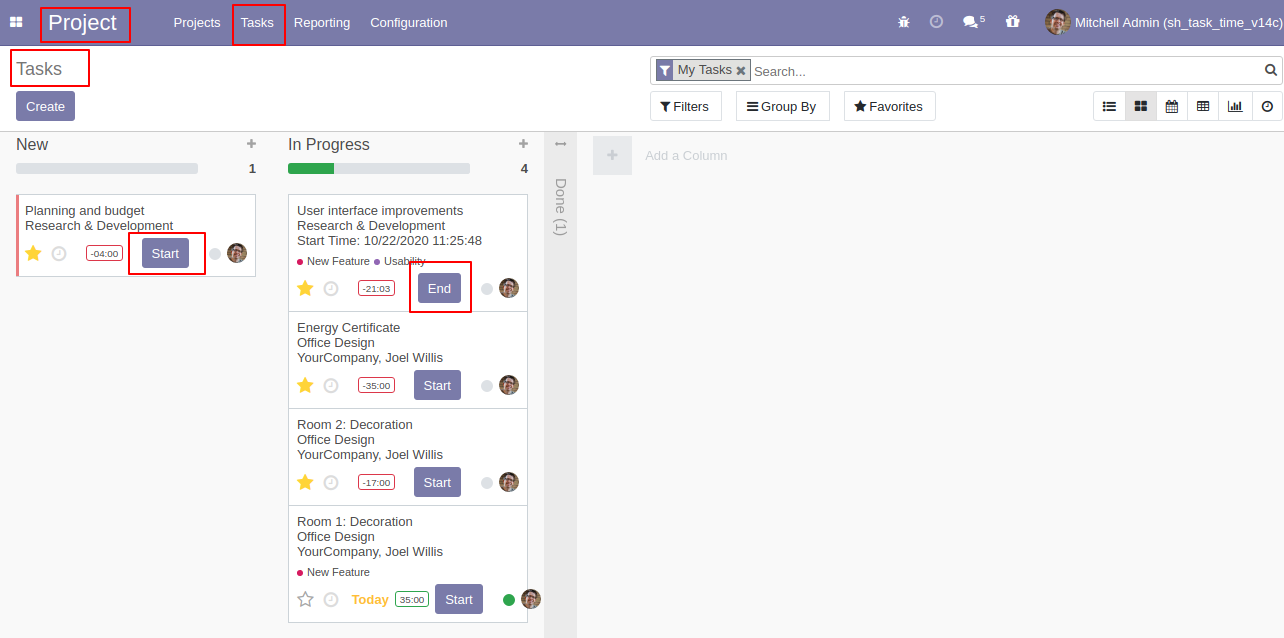 Project Projects Tasks Reporting Configuration 5 Mitchell Admin (sh_task_time_v14c)
Tasks
My Tasks Search...
Create
Filters Group By Favorites
New
1
Planning and budget
Research & Development
-04:00 Start
In Progress
4
User interface improvements
Research & Development
Start Time: 10/22/2020 11:25:48
New Feature Usability
-21:03 End
Energy Certificate
Office Design
YourCompany, Joel Willis
-35:00 Start
Room 2: Decoration
Office Design
YourCompany, Joel Willis
-17:00 Start
Room 1: Decoration
Office Design
YourCompany, Joel Willis
New Feature
Today 35:00 Start
Done (1)
Add a Column